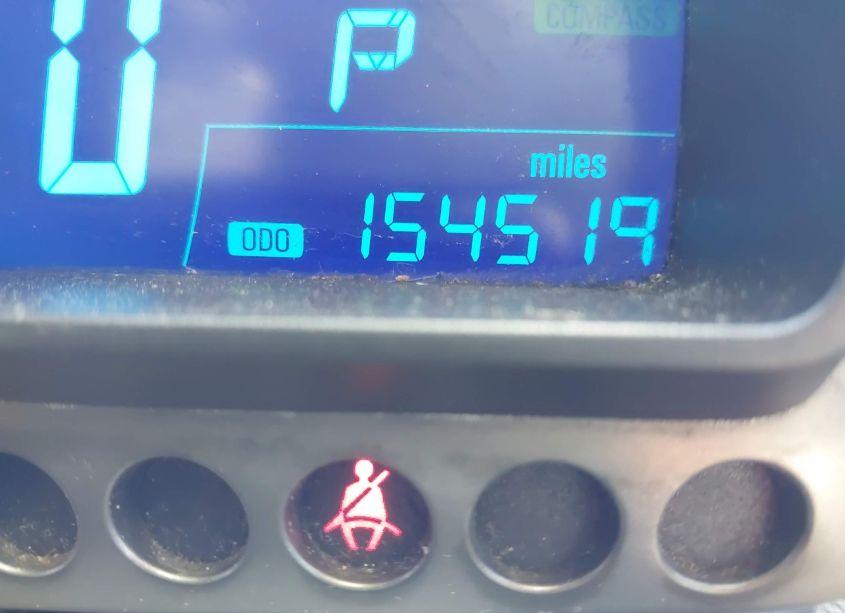 COMPASS
0 P
miles
ODO 154519